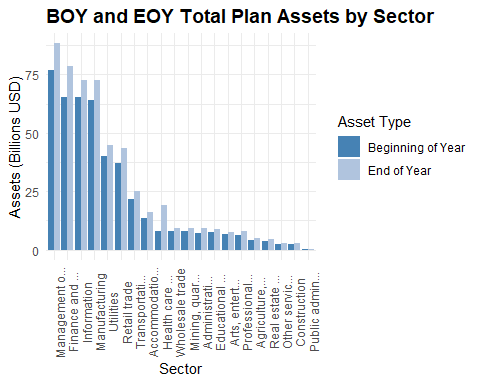 BOY and EOY Total Plan Assets by Sector
Assets (Billions USD)
75
50
25
0
Management o...
Finance and ...
Information
Manufacturing
Utilities
Retail trade
Transportati...
Accommodatio...
Health care ...
Wholesale trade
Mining, quar...
Administrati...
Educational ...
Arts, entert...
Professional...
Agriculture,...
Real estate ...
Other servic...
Construction
Public admin...
Sector
Asset Type
Beginning of Year
End of Year